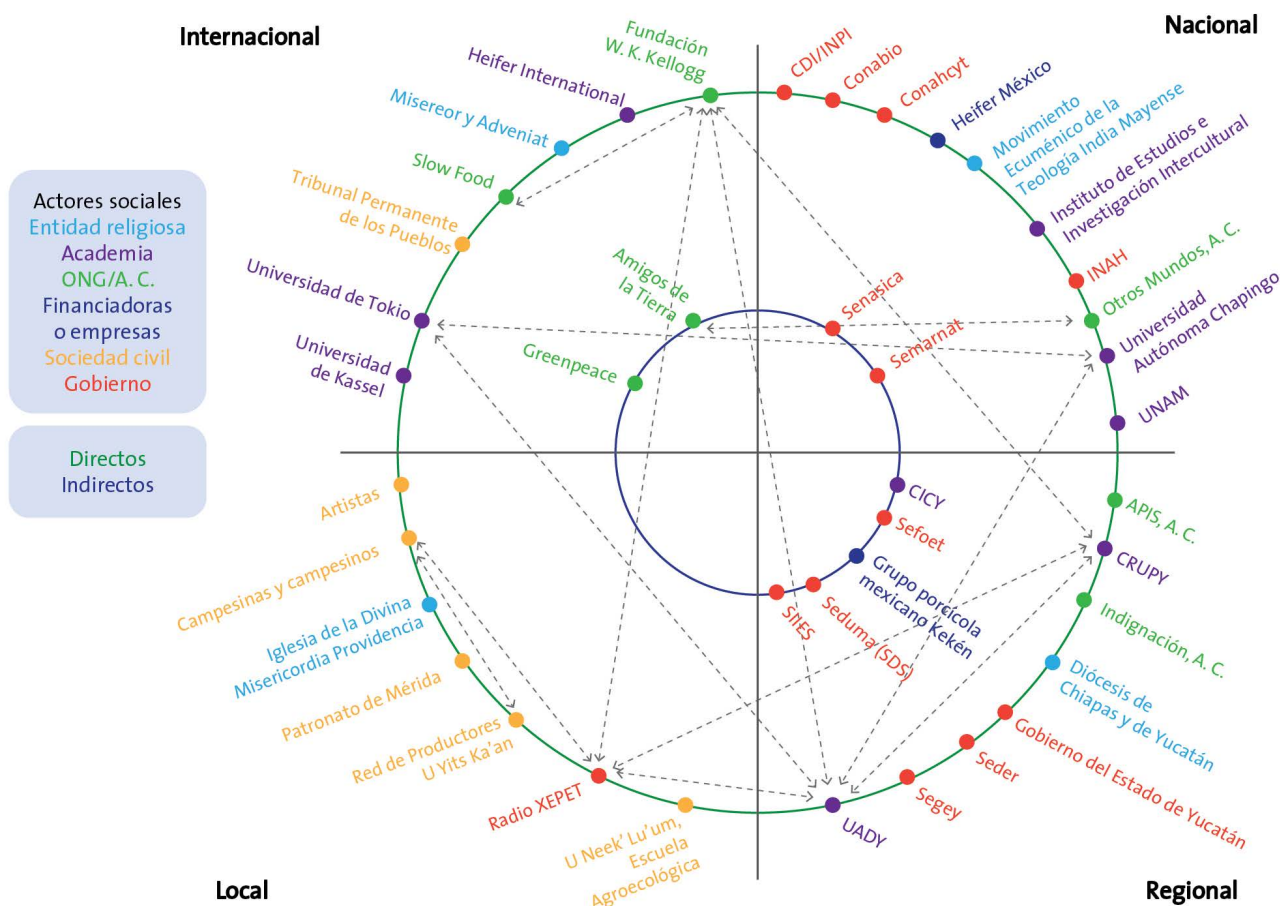 Internacional
Nacional
Fundación
W. K. Kellogg
Heifer International
Misereor y Adveniat
Slow Food
Tribunal Permanente
de los Pueblos
Universidad de Tokio
Universidad
de Kassel
CDI/INPI
Conabio
Conahcyt
Heifer México
Movimiento
Ecuménico de la
Teología India Mayense
Instituto de Estudios e
Investigación Intercultural
INAH
Otros Mundos, A. C.
Universidad
Autónoma Chapingo
UNAM
Actores sociales
Entidad religiosa
Academia
ONG/A. C.
Financiadoras
o empresas
Sociedad civil
Gobierno
Directos
Indirectos
Amigos de
la Tierra
Greenpeace
Senasica
Semarnat
CICY
Sefoet
Grupo porcícola
mexicano Kekén
Seduma (SDS)
SIIES
Artistas
Campesinas y campesinos
Iglesia de la Divina
Misericordia Providencia
Patronato de Mérida
Red de Productores
U Yits Ka’an
Radio XEPET
U Neek’ Lu’um,
Escuela
Agroecológica
APIS, A. C.
CRUPY
Indignación, A. C.
Diócesis de
Chiapas y de Yucatán
Gobierno del Estado de Yucatán
Seder
Segey
UADY
Local
Regional